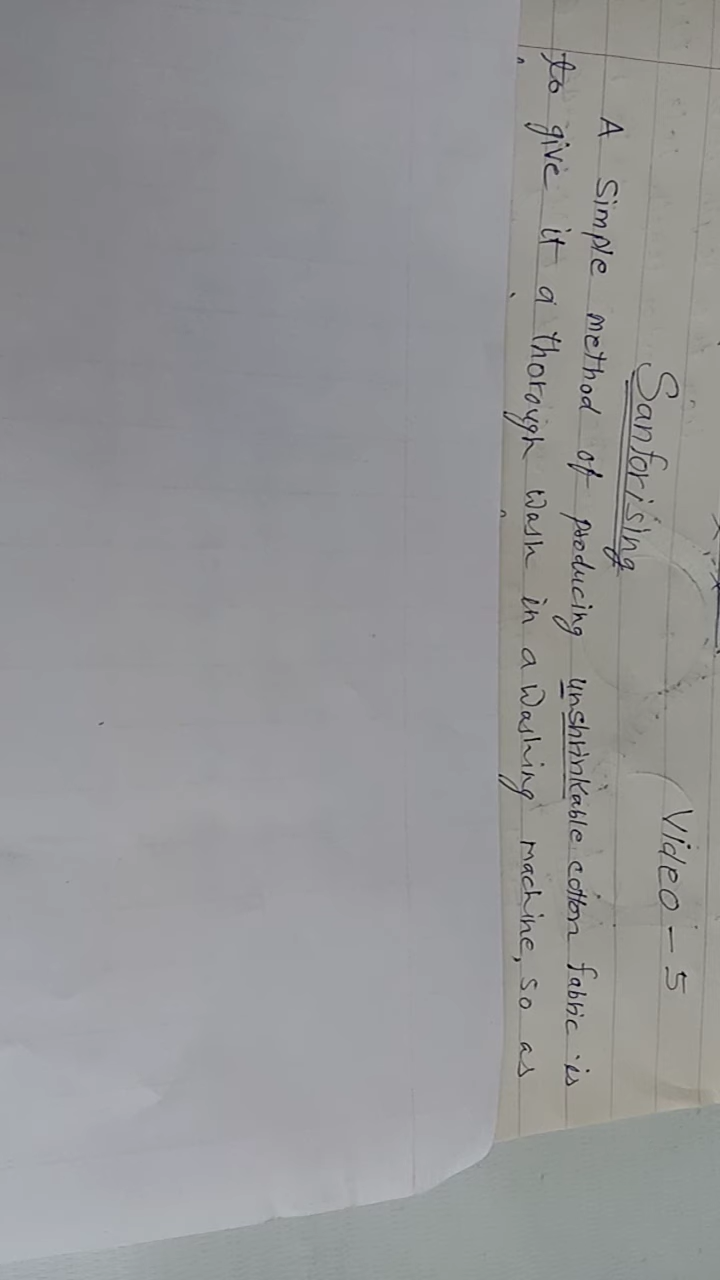 Video - 5
Sanforising
A Simple method of producing unshrinkable cotton fabric is
to give it a thorough wash in a washing machine, so as